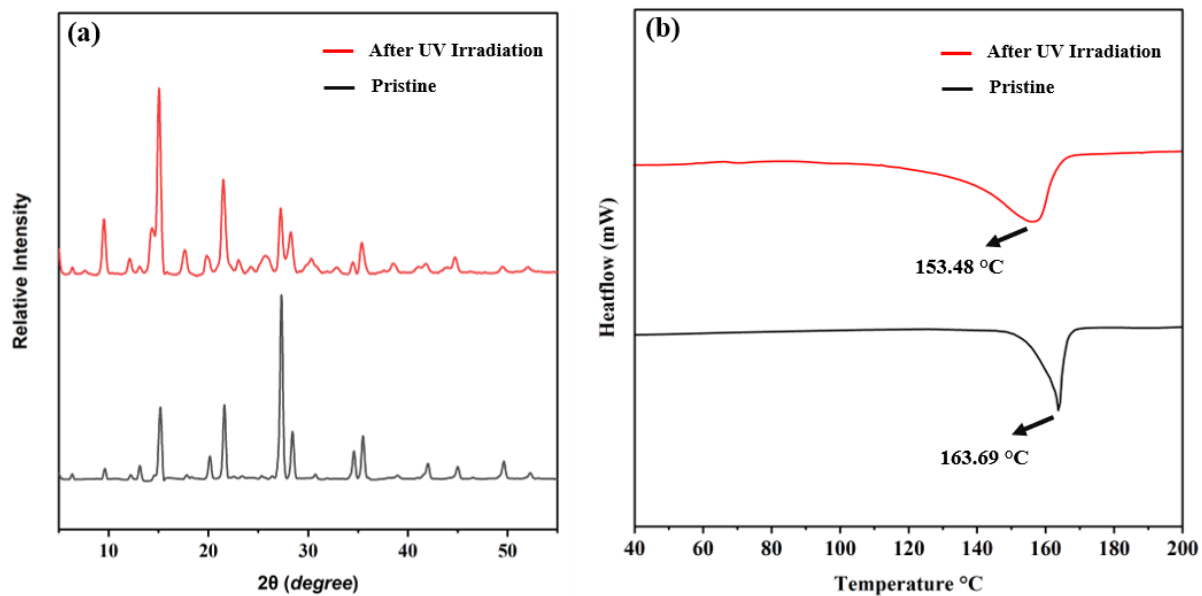 (a)
After UV Irradiation
Pristine
Relative Intensity
10 20 30 40 50
2θ (degree)
(b)
After UV Irradiation
Pristine
Heatflow (mW)
153.48 °C
163.69 °C
40 60 80 100 120 140 160 180 200
Temperature °C